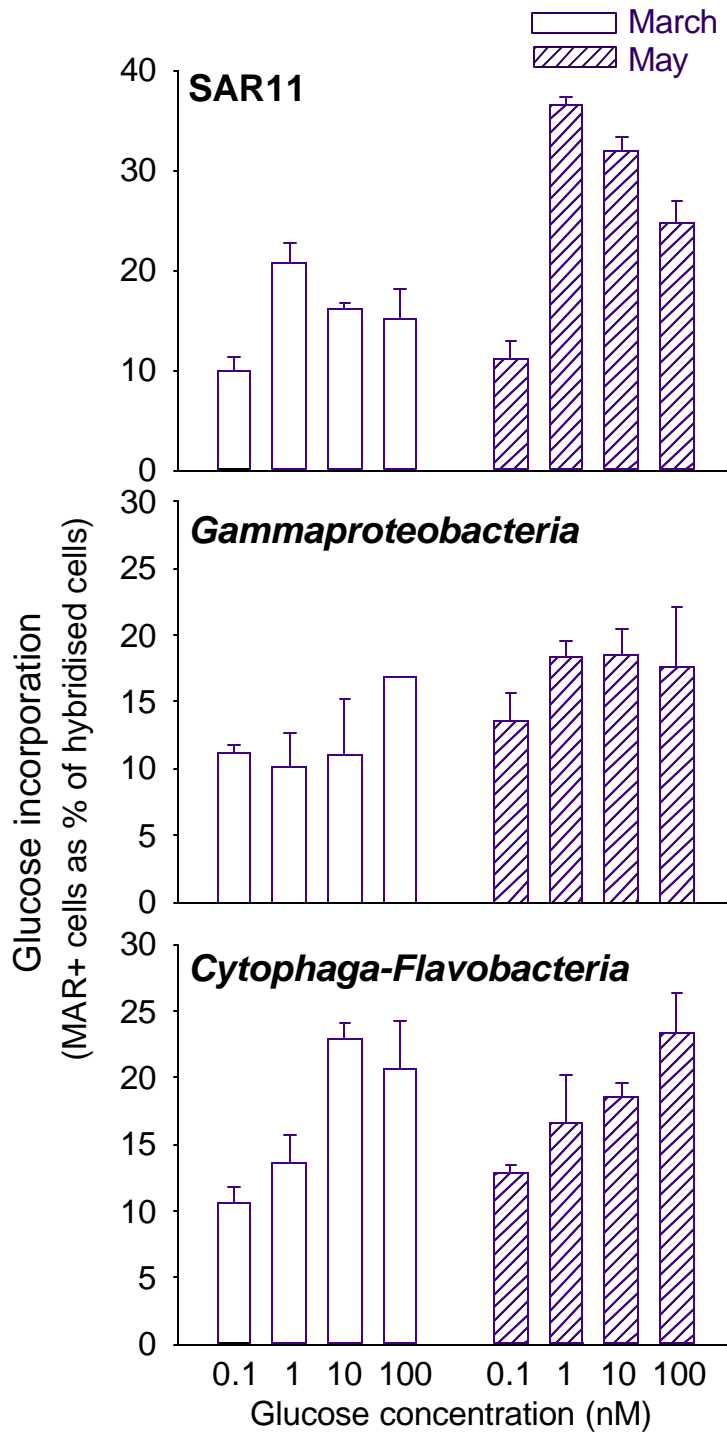 March
May
SAR11
40
30
20
10
0
Gammaproteobacteria
30
25
20
15
10
5
0
Cytophaga-Flavobacteria
30
25
20
15
10
5
0
Glucose incorporation
(MAR+ cells as % of hybridised cells)
0.1 1 10 100 0.1 1 10 100
Glucose concentration (nM)